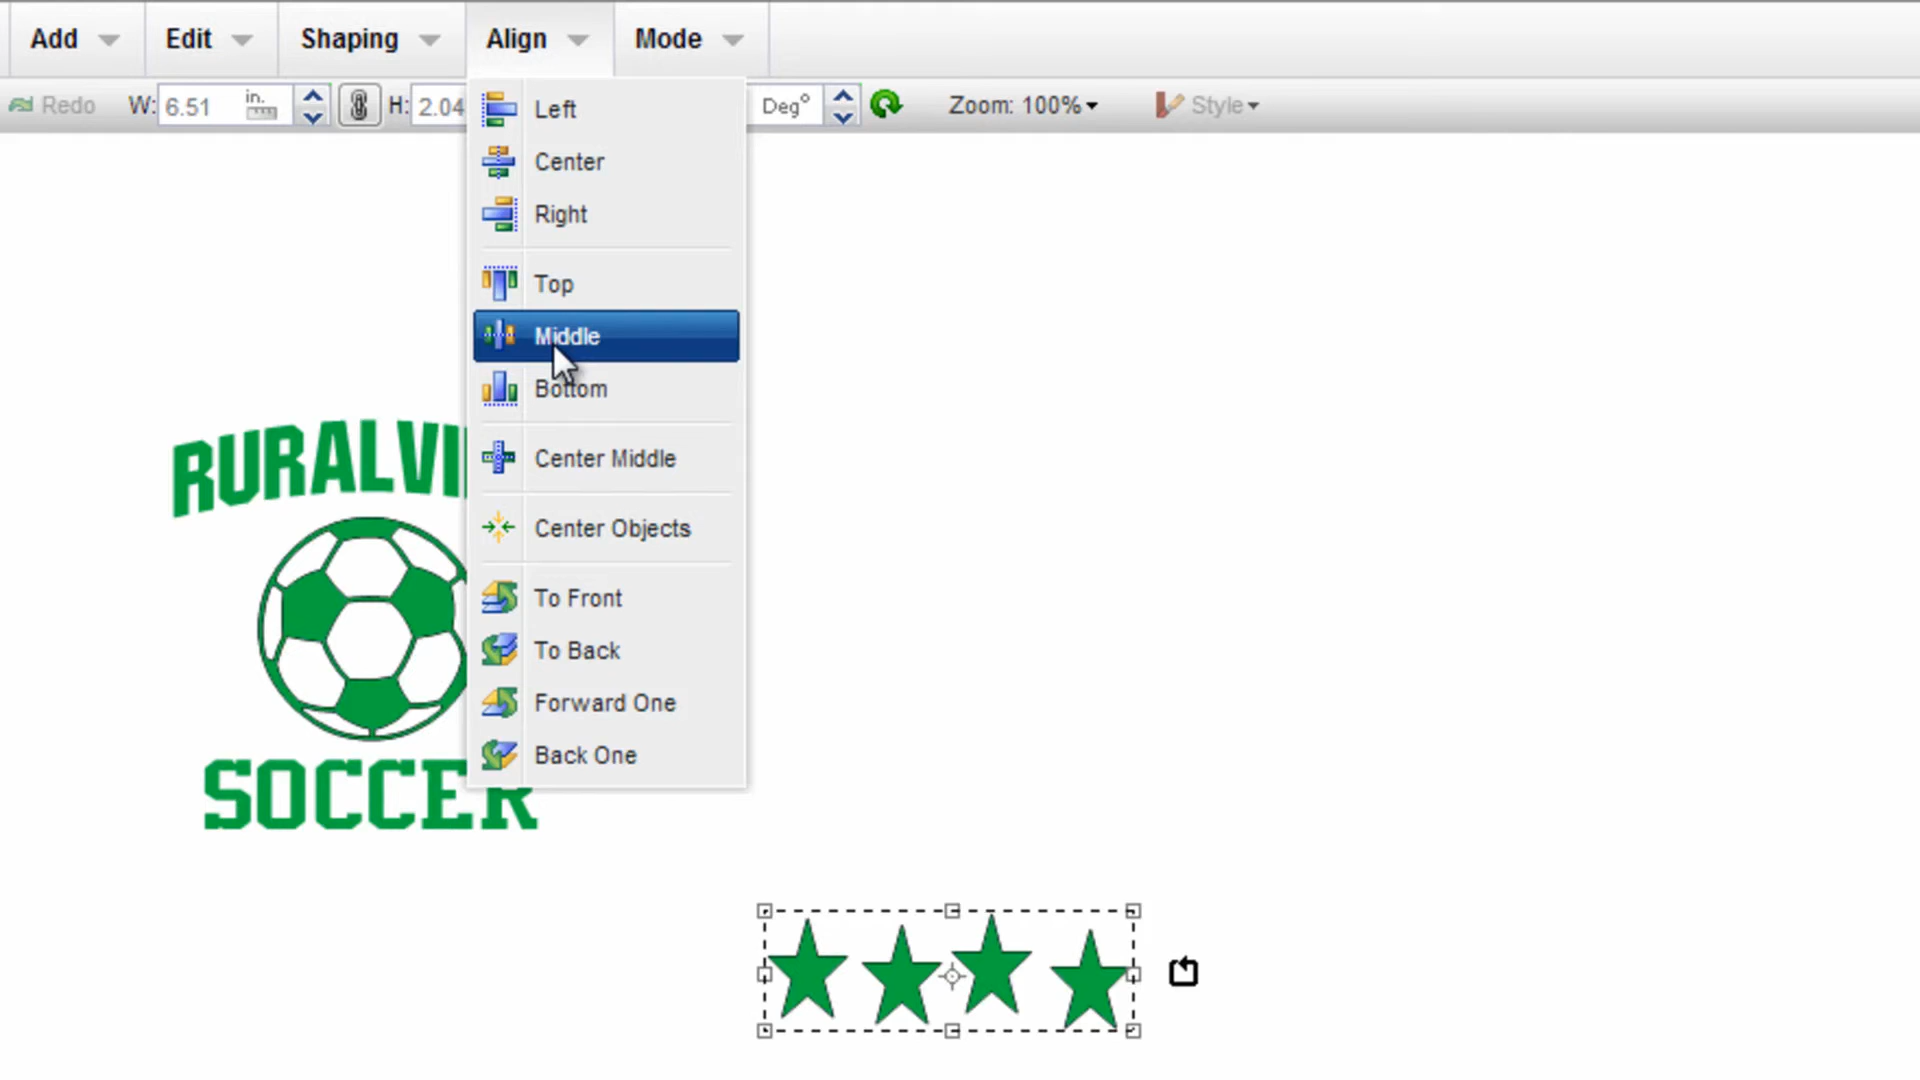 Add Edit Shaping Align Mode
Redo W: 6.51 in. H: 2.04 Deg° Zoom: 100% Style
Left
Center
Right
Top
Middle
Bottom
Center Middle
Center Objects
To Front
To Back
Forward One
Back One
RURALVI
SOCCER